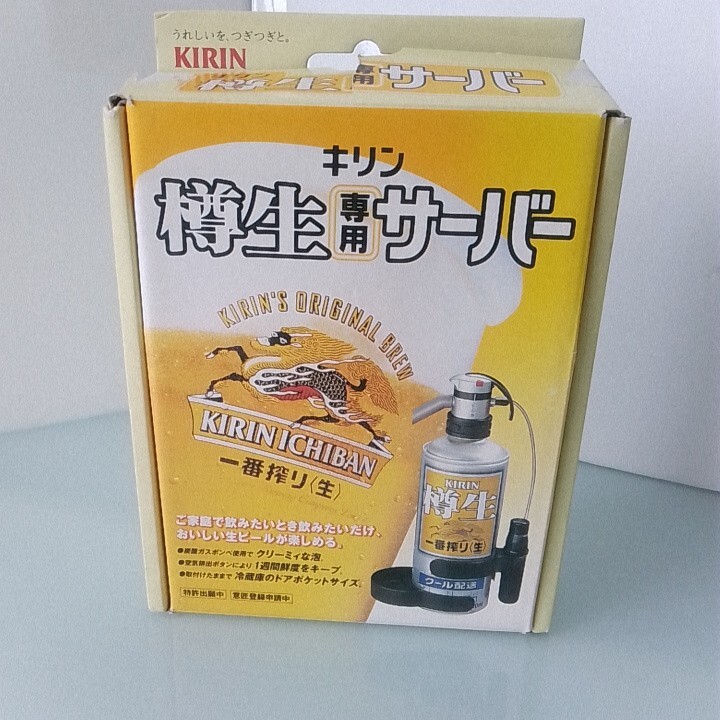 うれしいを、つぎつぎと。
KIRIN
キリン
樽生 専用 サーバー
キリン
樽生 専用 サーバー
KIRIN'S ORIGINAL BREW
KIRIN ICHIBAN
一番搾り〈生〉
KIRIN
樽生
一番搾り〈生〉
クール配送
ご家庭で飲みたいとき飲みたいだけ、
おいしい生ビールが楽しめる。
●炭酸ガスボンベ使用で クリーミィな泡。
●空気排出ボタンにより 1週間鮮度をキープ。
●取付けたままで 冷蔵庫のドアポケットサイズ。
特許出願中 意匠登録申請中